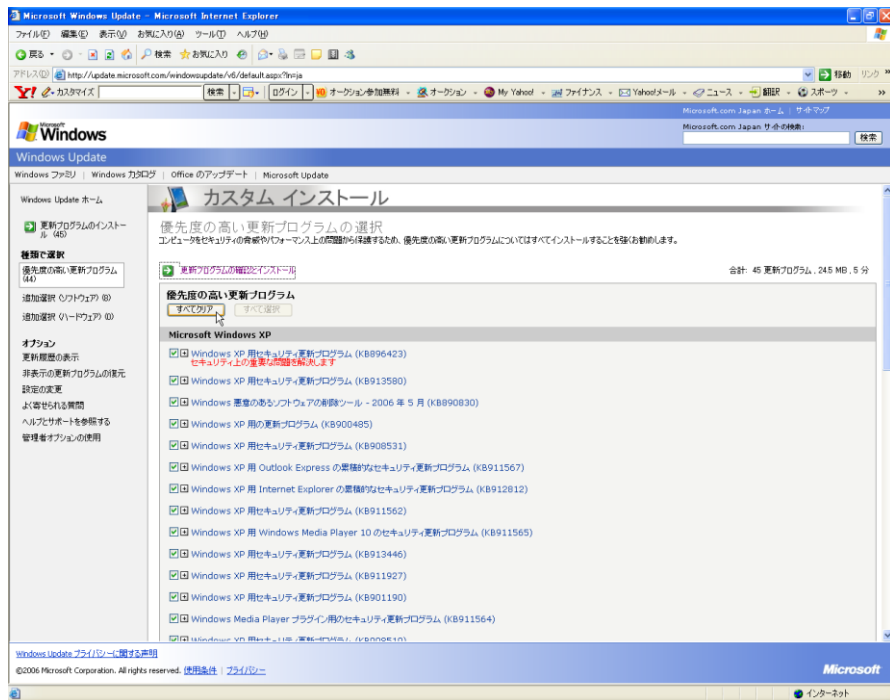 Microsoft Windows Update - Microsoft Internet Explorer
ファイル(F) 編集(E) 表示(V) お気に入り(A) ツール(T) ヘルプ(H)
戻る 検索 お気に入り
アドレス(D) http://update.microsoft.com/windowsupdate/v6/default.aspx?ln=ja 移動 リンク »
Y! カスタマイズ 検索 ログイン オークション参加無料 オークション My Yahoo! ファイナンス Yahoo!メール ニュース 翻訳 スポーツ »
Microsoft.com Japan ホーム | サイトマップ
Microsoft Windows
Microsoft.com Japan サイトの検索:
検索
Windows Update
Windows ファミリ | Windows カタログ | Office のアップデート | Microsoft Update
Windows Update ホーム
更新プログラムのインストール (45)
種類で選択
優先度の高い更新プログラム (44)
追加選択 (ソフトウェア) (8)
追加選択 (ハードウェア) (0)
オプション
更新履歴の表示
非表示の更新プログラムの復元
設定の変更
よく寄せられる質問
ヘルプとサポートを参照する
管理者オプションの使用
カスタム インストール
優先度の高い更新プログラムの選択
コンピュータをセキュリティの脅威やパフォーマンス上の問題から保護するため、優先度の高い更新プログラムについてはすべてインストールすることを強くお勧めします。
更新プログラムの確認とインストール
合計: 45 更新プログラム , 24.5 MB , 5 分
優先度の高い更新プログラム
すべてクリア すべて選択
Microsoft Windows XP
Windows XP 用セキュリティ更新プログラム (KB896423)
セキュリティ上の重要な問題を解決します
Windows XP 用セキュリティ更新プログラム (KB913580)
Windows 悪意のあるソフトウェアの削除ツール - 2006 年 5 月 (KB890830)
Windows XP 用の更新プログラム (KB900485)
Windows XP 用セキュリティ更新プログラム (KB908531)
Windows XP 用 Outlook Express の累積的なセキュリティ更新プログラム (KB911567)
Windows XP 用 Internet Explorer の累積的なセキュリティ更新プログラム (KB912812)
Windows XP 用セキュリティ更新プログラム (KB911562)
Windows XP 用 Windows Media Player 10 のセキュリティ更新プログラム (KB911565)
Windows XP 用セキュリティ更新プログラム (KB913446)
Windows XP 用セキュリティ更新プログラム (KB911927)
Windows XP 用セキュリティ更新プログラム (KB901190)
Windows Media Player プラグイン用のセキュリティ更新プログラム (KB911564)
Windows Update プライバシーに関する声明
©2006 Microsoft Corporation. All rights reserved. 使用条件 | プライバシー
Microsoft
インターネット